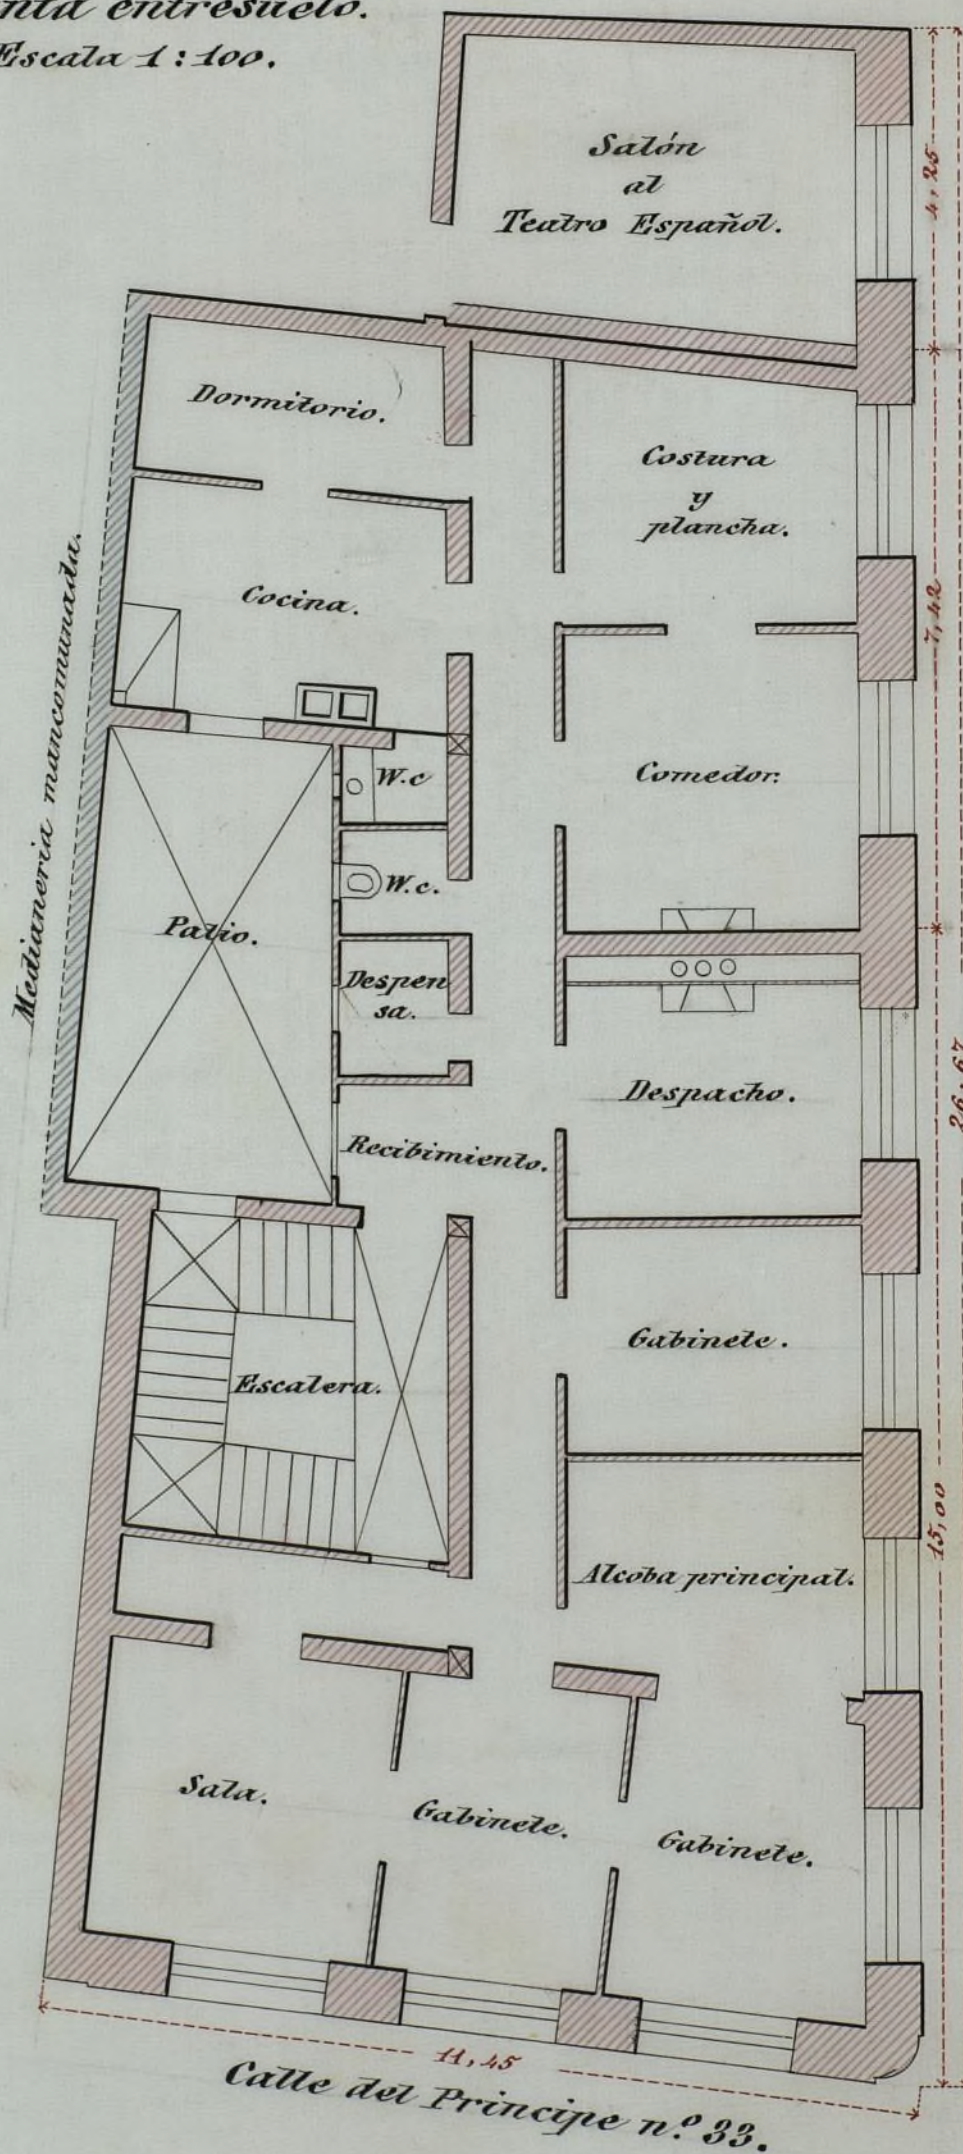 entresuelo.
Escala 1:100.
Salón
al
Teatro Español.
4,25
Dormitorio.
Costura
y
plancha.
Medianeria mancomunada.
Cocina.
7,42
W.c
Comedor.
W.c.
Patio.
Despen
sa.
Despacho.
26,67
Recibimiento.
Gabinete.
Escalera.
15,00
Alcoba principal.
Sala.
Gabinete.
Gabinete.
11,45
Calle del Principe n.º 33.